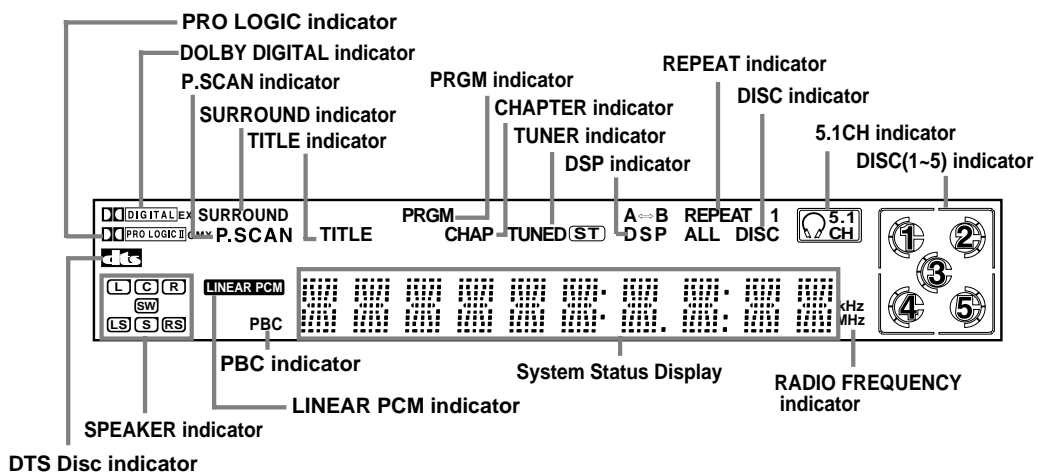 PRO LOGIC indicator
DOLBY DIGITAL indicator
P.SCAN indicator
SURROUND indicator
TITLE indicator
PRGM indicator
CHAPTER indicator
TUNER indicator
DSP indicator
REPEAT indicator
DISC indicator
5.1CH indicator
DISC(1~5) indicator
DIGITAL EX SURROUND PRGM A⇔B REPEAT 1 5.1
PRO LOGIC II P.SCAN TITLE CHAP TUNED ST DSP ALL DISC CH
dts
1 2
3
4 5
L C R LINEAR PCM
SW
LS S RS PBC
kHz
MHz
PBC indicator
System Status Display
RADIO FREQUENCY
indicator
LINEAR PCM indicator
SPEAKER indicator
DTS Disc indicator